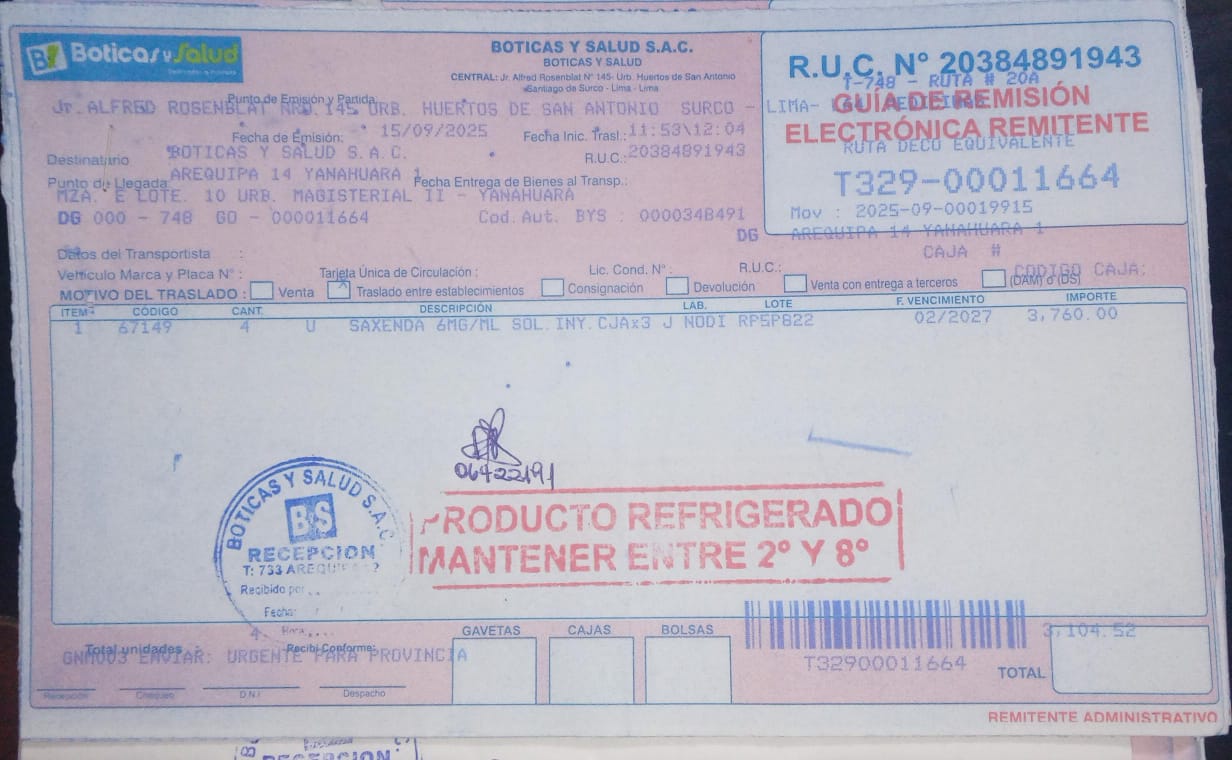 Boticas y Salud
BOTICAS Y SALUD S.A.C.
BOTICAS Y SALUD
CENTRAL: Jr. Alfred Rosenblat N° 145- Urb. Huertos de San Antonio
Santiago de Surco - Lima - Lima
R.U.C. N° 20384891943
T-748 - RUTA # 20A
GUÍA DE REMISIÓN
ELECTRÓNICA REMITENTE
RUTA DECO EQUIVALENTE
T329-00011664
Mov : 2025-09-00019915
Punto de Emisión y Partida:
Jr. ALFRED ROSENBLAT NRO.145 URB. HUERTOS DE SAN ANTONIO SURCO - LIMA-
Fecha de Emisión: 15/09/2025 Fecha Inic. Trasl.: 11:53\12:04
Destinatario BOTICAS Y SALUD S.A.C. R.U.C.: 20384891943
Punto de Llegada: AREQUIPA 14 YANAHUARA 1 Fecha Entrega de Bienes al Transp.:
MZA. E LOTE. 10 URB. MAGISTERIAL II - YANAHUARA
DG 000 - 748 GO - 000011664 Cod.Aut. BYS : 0000348491
DG AREQUIPA 14 YANAHUARA 1
Datos del Transportista : CAJA #
Vehículo Marca y Placa N° : Tarjeta Única de Circulación : Lic. Cond. N° : R.U.C.: CODIGO CAJA:
MOTIVO DEL TRASLADO : Venta X Traslado entre establecimientos Consignación Devolución Venta con entrega a terceros (DAM) o (DS)
ITEM CÓDIGO CANT. DESCRIPCIÓN LAB. LOTE F. VENCIMIENTO IMPORTE
1 67149 4 U SAXENDA 6MG/ML SOL.INY.CJAx3 J NODI RP5PB22 02/2027 3,760.00
06422191
PRODUCTO REFRIGERADO
MANTENER ENTRE 2° Y 8°
BOTICAS Y SALUD S.A.C.
BS
RECEPCION
T: 733 AREQUIPA
Recibido por
Fecha:
Hora
GAVETAS CAJAS BOLSAS
4 3,104.52
Total unidades : Recibi Conforme:
GNM003 ENVIAR: URGENTE PARA PROVINCIA
T32900011664
TOTAL
Recepción Chequeo D.N.I Despacho
REMITENTE ADMINISTRATIVO
RECEPCION